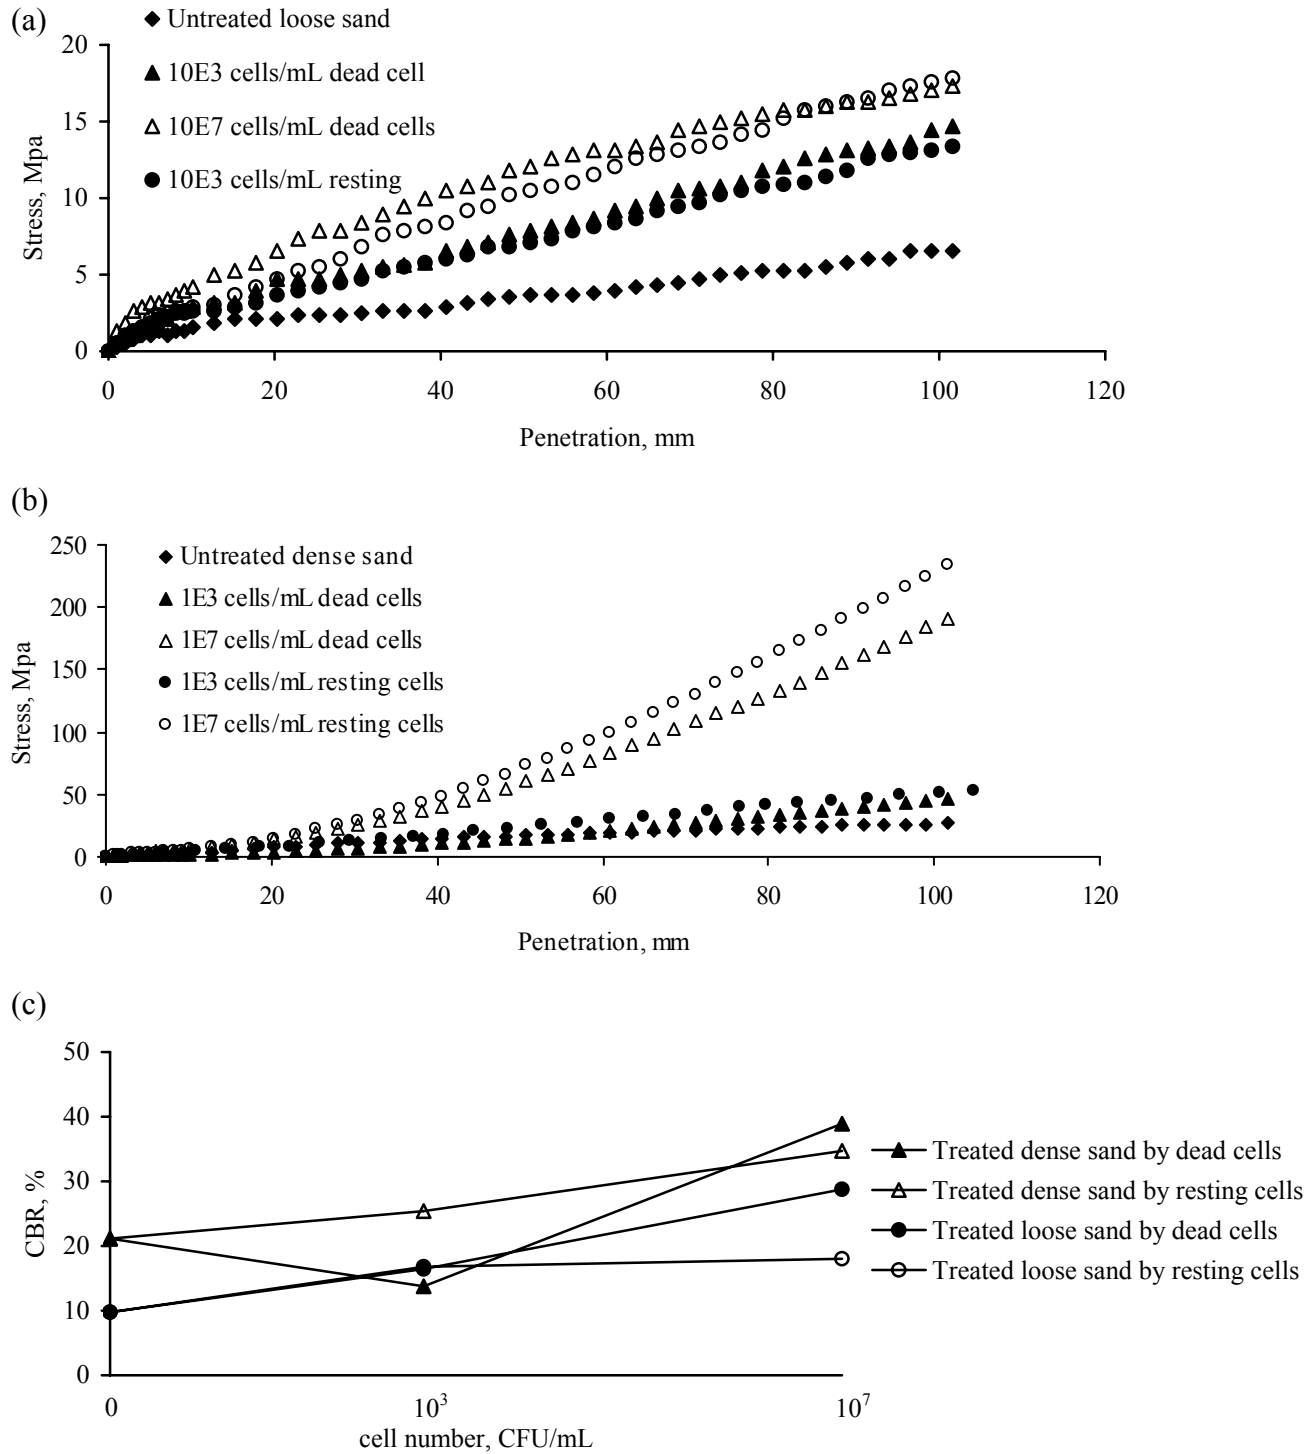 (a)
Untreated loose sand
10E3 cells/mL dead cell
10E7 cells/mL dead cells
10E3 cells/mL resting
20
15
10
5
0
Stress, Mpa
0 20 40 60 80 100 120
Penetration, mm
(b)
Untreated dense sand
1E3 cells/mL dead cells
1E7 cells/mL dead cells
1E3 cells/mL resting cells
1E7 cells/mL resting cells
250
200
150
100
50
0
Stress, Mpa
0 20 40 60 80 100 120
Penetration, mm
(c)
50
40
30
20
10
0
CBR, %
Treated dense sand by dead cells
Treated dense sand by resting cells
Treated loose sand by dead cells
Treated loose sand by resting cells
0 10³ 10⁷
cell number, CFU/mL